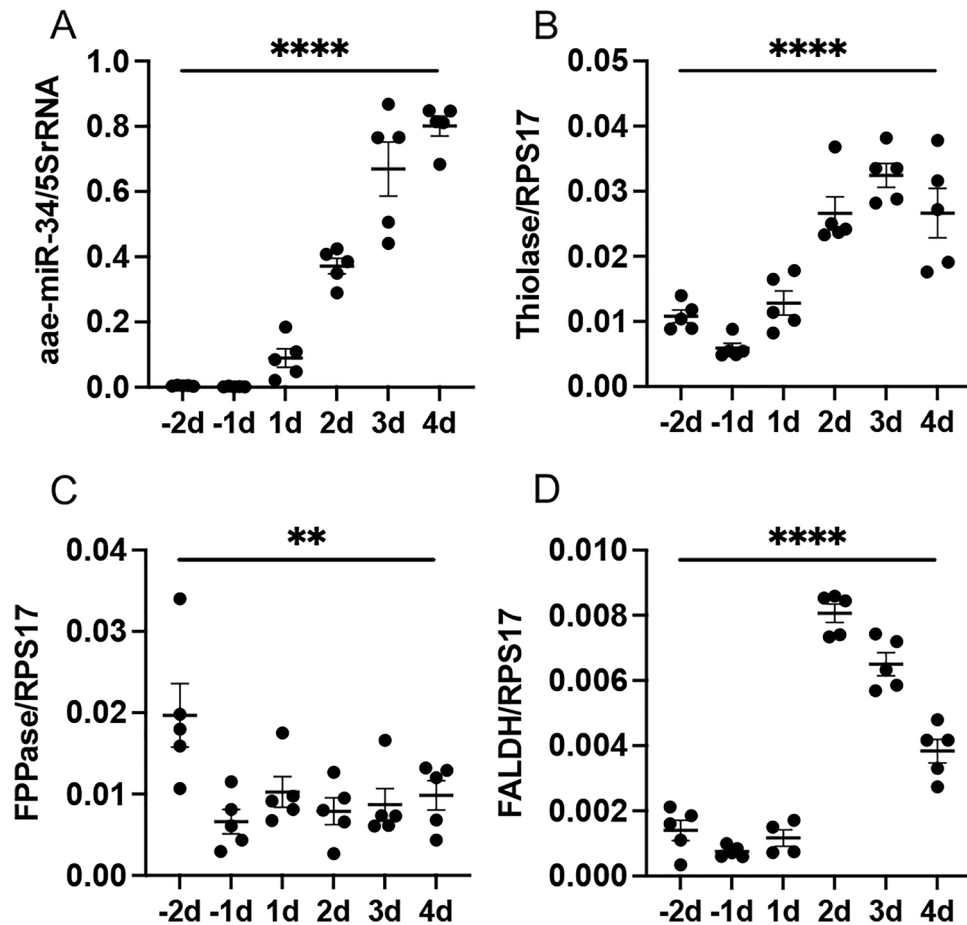 A
****
aae-miR-34/5SrRNA
1.0
0.8
0.6
0.4
0.2
0.0
-2d -1d 1d 2d 3d 4d
B
****
Thiolase/RPS17
0.05
0.04
0.03
0.02
0.01
0.00
-2d -1d 1d 2d 3d 4d
C
**
FPPase/RPS17
0.04
0.03
0.02
0.01
0.00
-2d -1d 1d 2d 3d 4d
D
****
FALDH/RPS17
0.010
0.008
0.006
0.004
0.002
0.000
-2d -1d 1d 2d 3d 4d